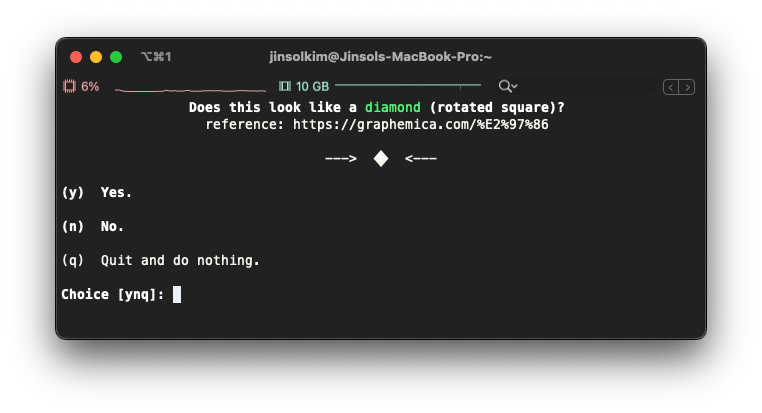 ⌥⌘1
jinsolkim@Jinsols-MacBook-Pro:~
6%
10 GB
Does this look like a diamond (rotated square)?
reference: https://graphemica.com/%E2%97%86
---> ◆ <---
(y) Yes.
(n) No.
(q) Quit and do nothing.
Choice [ynq]: